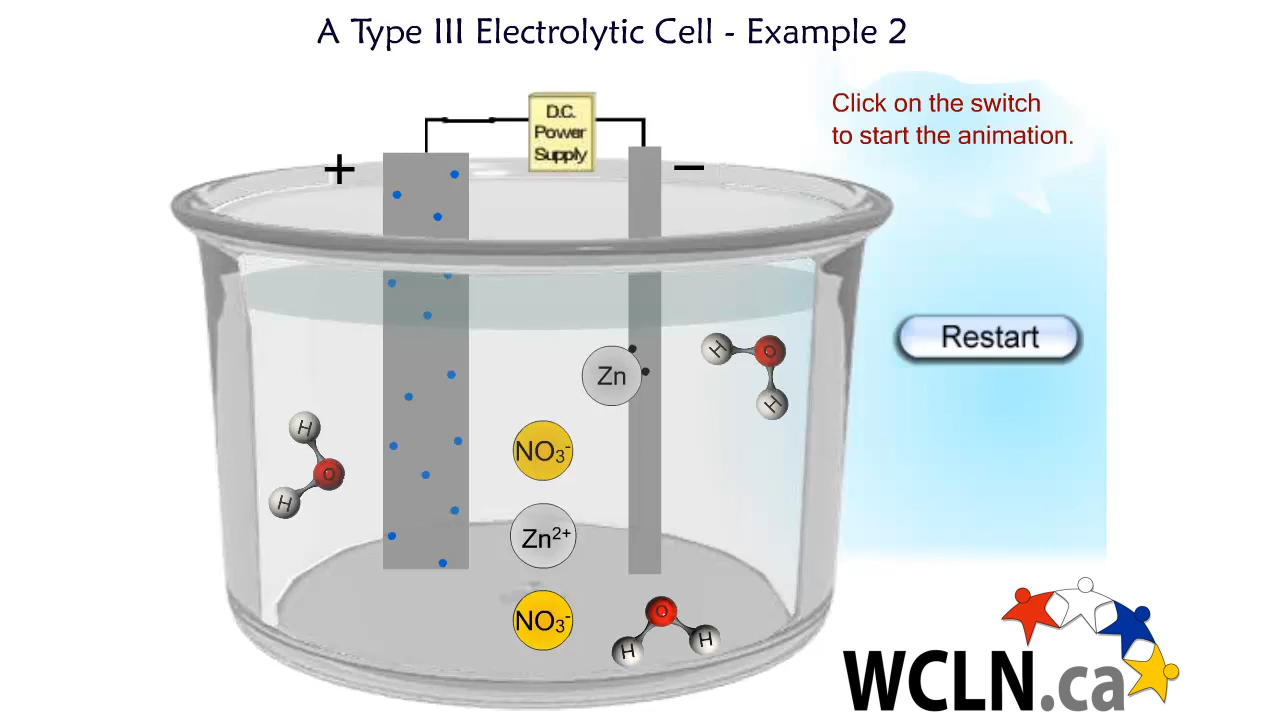 A Type III Electrolytic Cell - Example 2
Click on the switch
to start the animation.
D.C.
Power
Supply
+
−
Restart
Zn
H O
H
H
O
H
NO₃⁻
Zn²⁺
NO₃⁻
O
H H
WCLN.ca